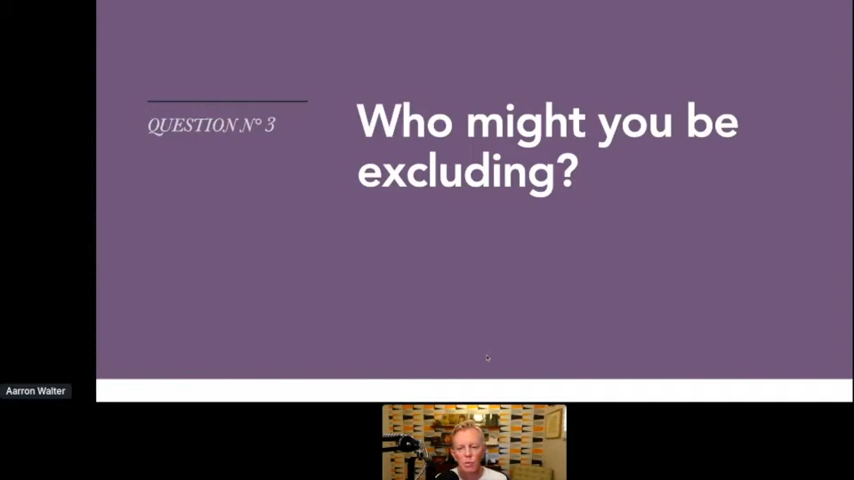 QUESTION N° 3
Who might you be
excluding?
Aarron Walter